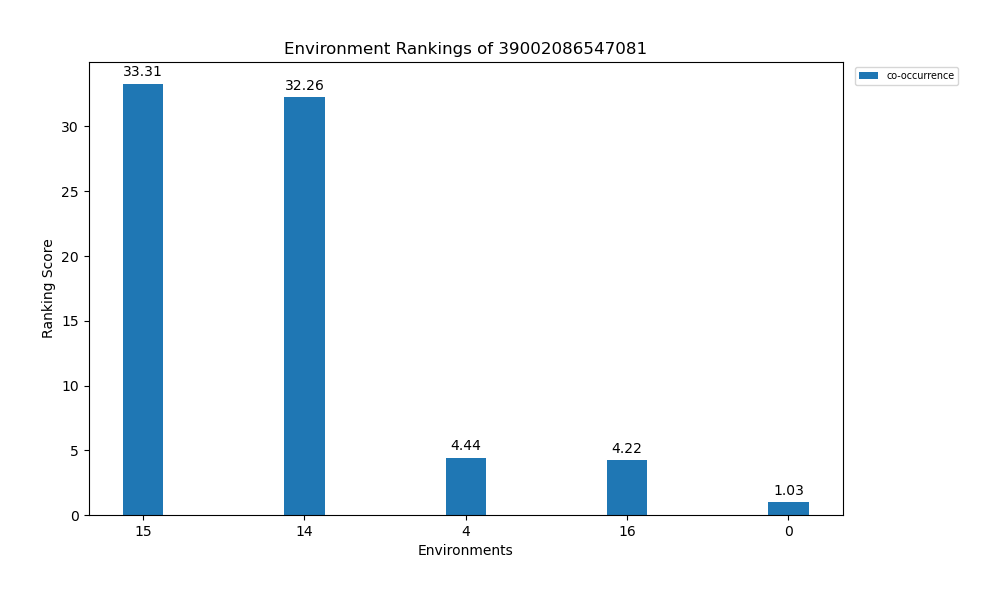 Environment Rankings of 39002086547081
co-occurrence
33.31
32.26
4.44
4.22
1.03
30
25
20
15
10
5
0
Ranking Score
15 14 4 16 0
Environments